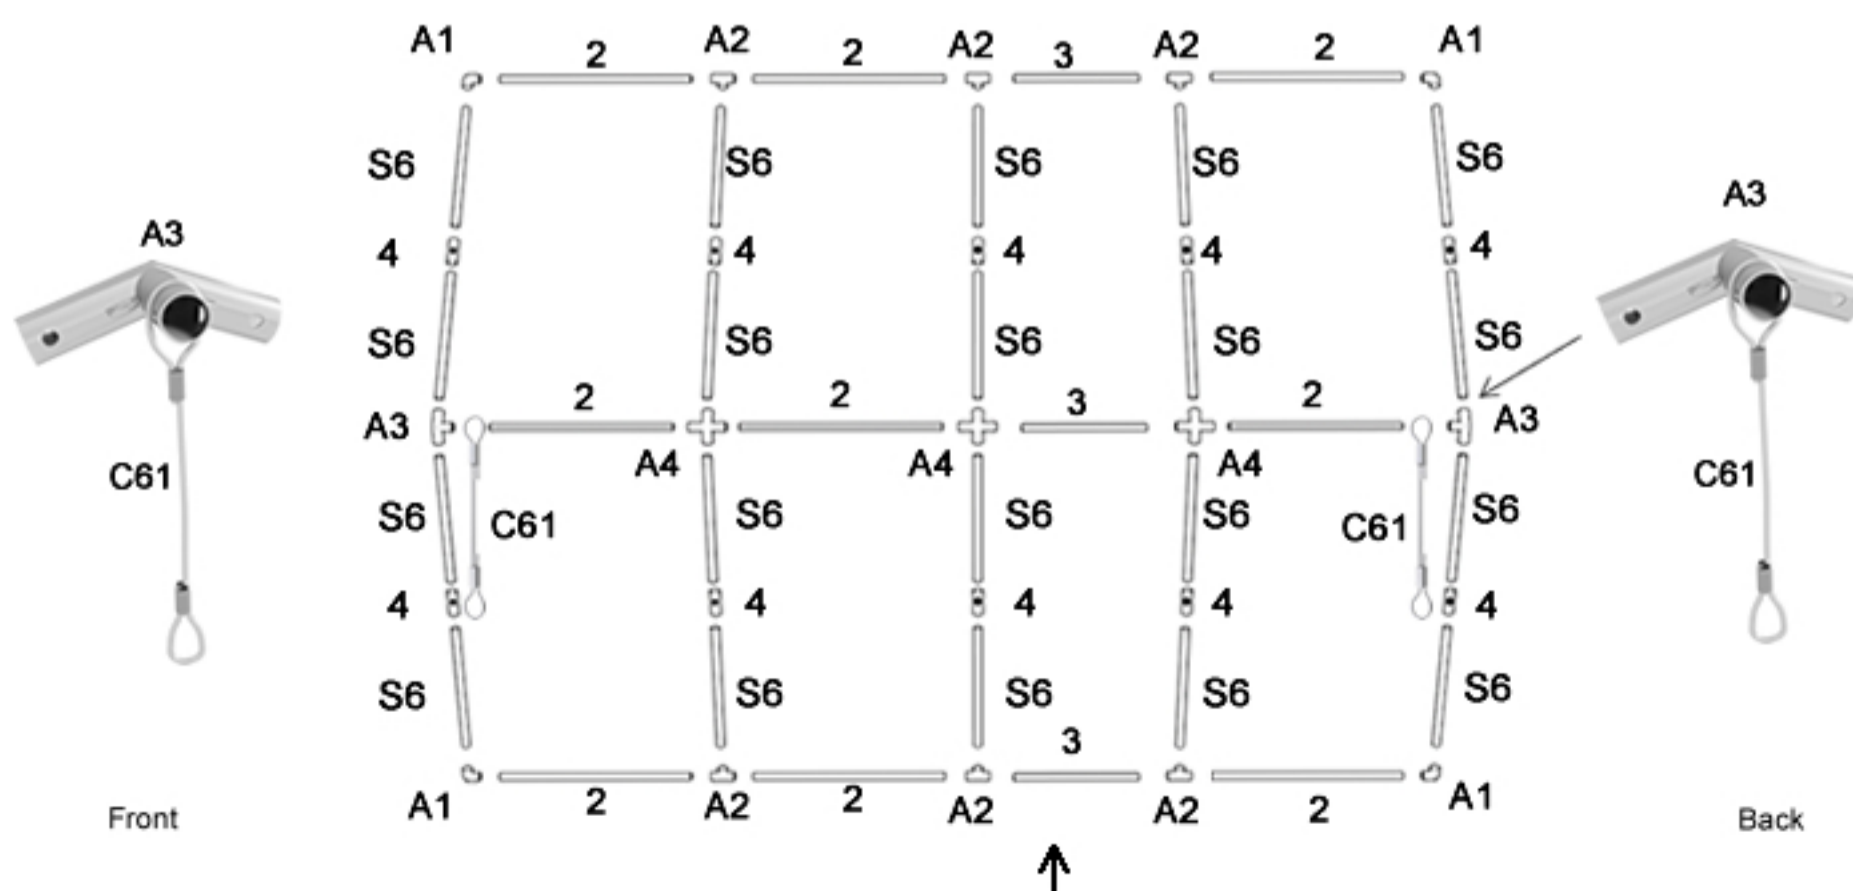 A1 2 A2 2 A2 3 A2 2 A1
S6 S6 S6 S6 S6
A3 A3
4 4 4 4 4
S6 S6 S6 S6 S6
2 2 3 2
A3 A4 A4 A4 A3
C61 C61
S6 C61 S6 S6 S6 C61 S6
4 4 4 4 4
S6 S6 S6 S6 S6
3
A1 2 A2 2 A2 A2 2 A1
Front Back